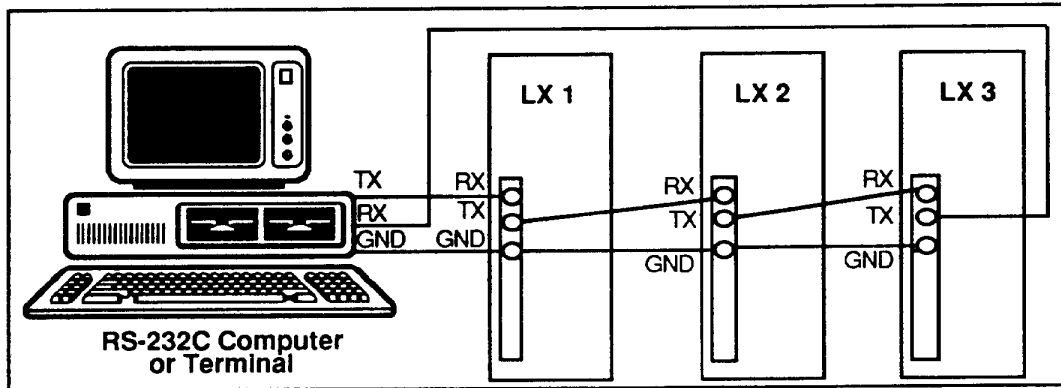 LX 1
LX 2
LX 3
TX
RX
GND
RX
TX
GND
RX
TX
GND
RX
TX
GND
RS-232C Computer
or Terminal